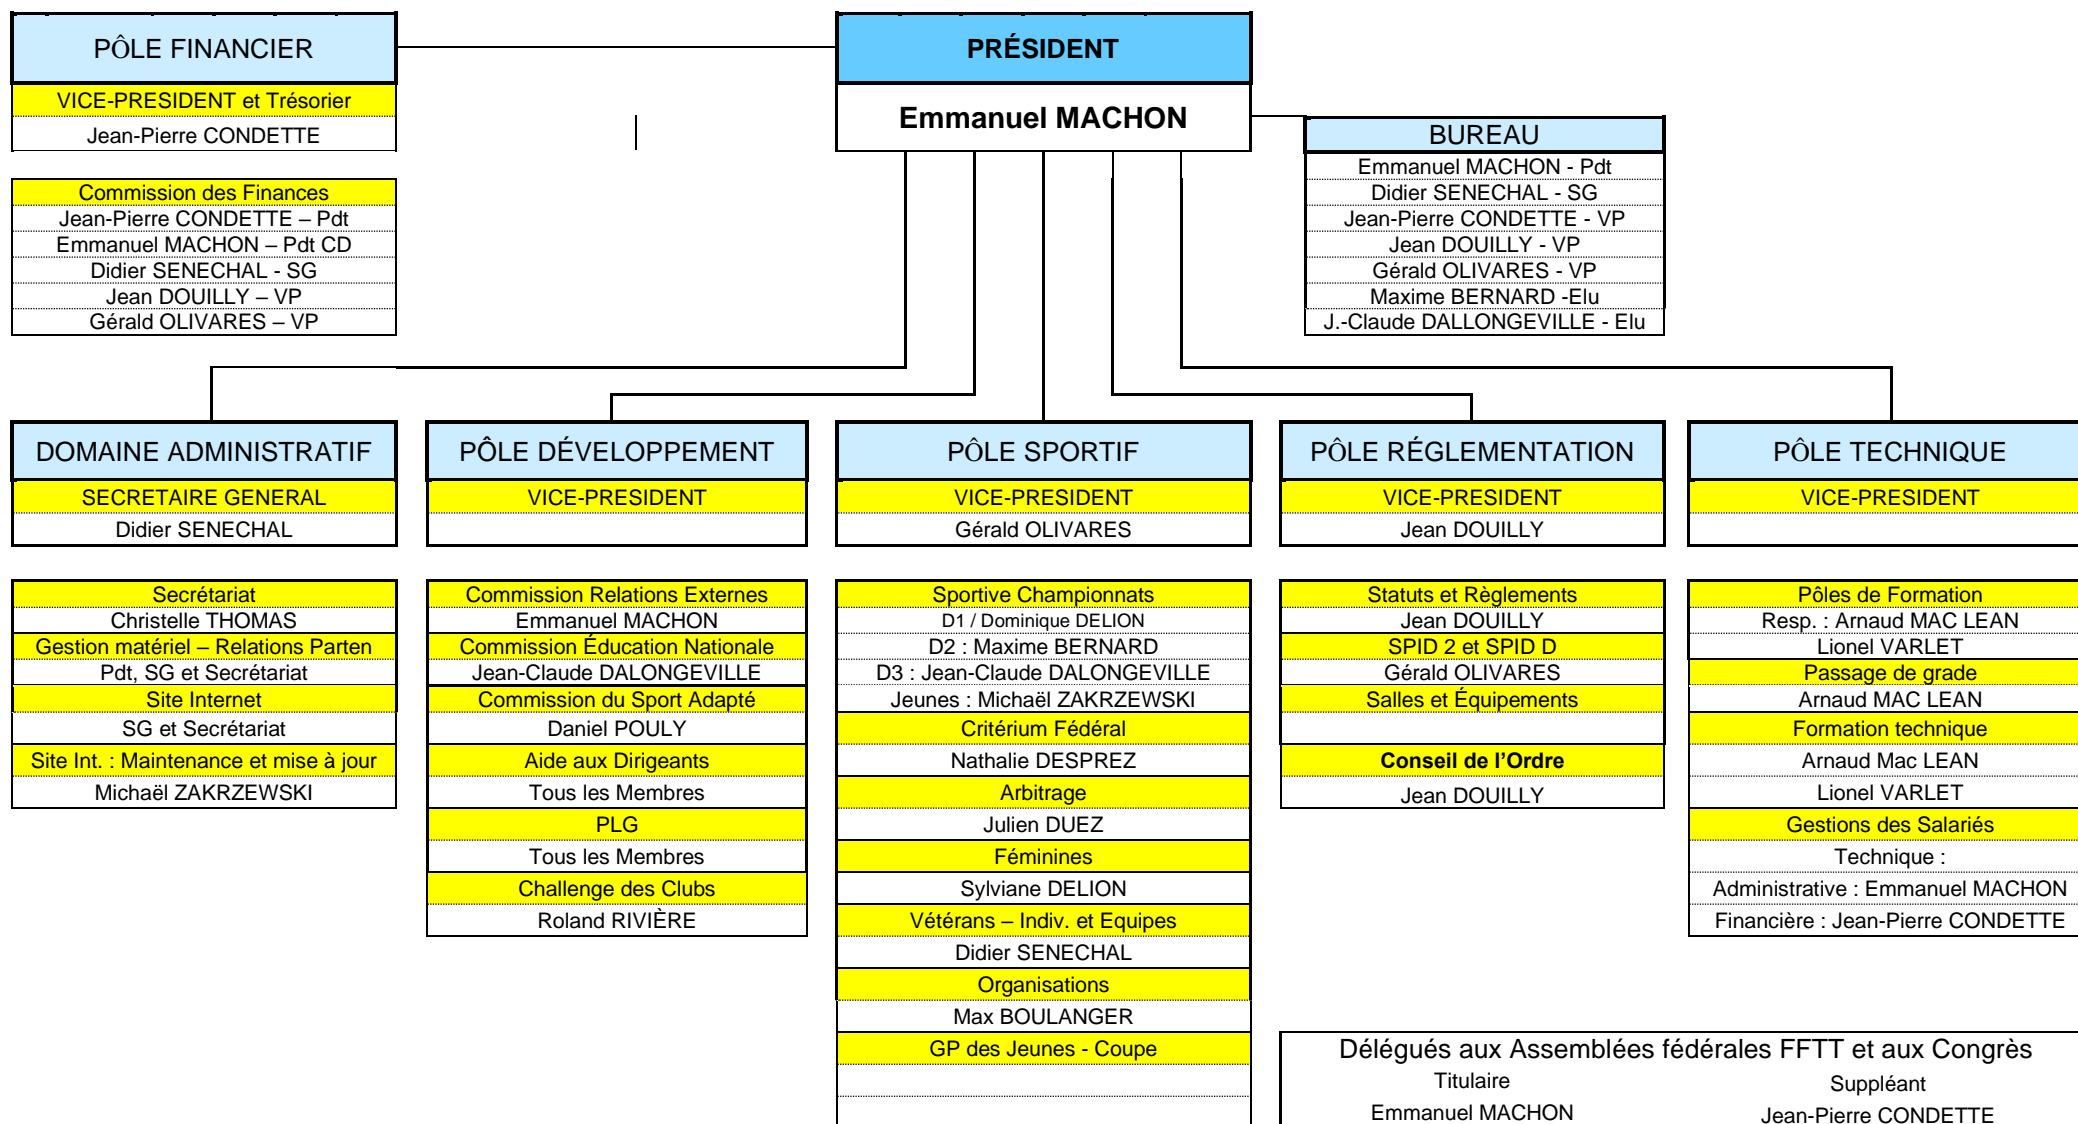 PÔLE FINANCIER
VICE-PRESIDENT et Trésorier
Jean-Pierre CONDETTE
Commission des Finances
Jean-Pierre CONDETTE – Pdt
Emmanuel MACHON – Pdt CD
Didier SENECHAL - SG
Jean DOUILLY – VP
Gérald OLIVARES – VP
PRÉSIDENT
Emmanuel MACHON
BUREAU
Emmanuel MACHON - Pdt
Didier SENECHAL - SG
Jean-Pierre CONDETTE - VP
Jean DOUILLY - VP
Gérald OLIVARES - VP
Maxime BERNARD -Elu
J.-Claude DALLONGEVILLE - Elu
DOMAINE ADMINISTRATIF
SECRETAIRE GENERAL
Didier SENECHAL
Secrétariat
Christelle THOMAS
Gestion matériel – Relations Parten
Pdt, SG et Secrétariat
Site Internet
SG et Secrétariat
Site Int. : Maintenance et mise à jour
Michaël ZAKRZEWSKI
PÔLE DÉVELOPPEMENT
VICE-PRESIDENT
Commission Relations Externes
Emmanuel MACHON
Commission Éducation Nationale
Jean-Claude DALONGEVILLE
Commission du Sport Adapté
Daniel POULY
Aide aux Dirigeants
Tous les Membres
PLG
Tous les Membres
Challenge des Clubs
Roland RIVIÈRE
PÔLE SPORTIF
VICE-PRESIDENT
Gérald OLIVARES
Sportive Championnats
D1 / Dominique DELION
D2 : Maxime BERNARD
D3 : Jean-Claude DALONGEVILLE
Jeunes : Michaël ZAKRZEWSKI
Critérium Fédéral
Nathalie DESPREZ
Arbitrage
Julien DUEZ
Féminines
Sylviane DELION
Vétérans – Indiv. et Equipes
Didier SENECHAL
Organisations
Max BOULANGER
GP des Jeunes - Coupe
PÔLE RÉGLEMENTATION
VICE-PRESIDENT
Jean DOUILLY
Statuts et Règlements
Jean DOUILLY
SPID 2 et SPID D
Gérald OLIVARES
Salles et Équipements
Conseil de l’Ordre
Jean DOUILLY
PÔLE TECHNIQUE
VICE-PRESIDENT
Pôles de Formation
Resp. : Arnaud MAC LEAN
Lionel VARLET
Passage de grade
Arnaud MAC LEAN
Formation technique
Arnaud Mac LEAN
Lionel VARLET
Gestions des Salariés
Technique :
Administrative : Emmanuel MACHON
Financière : Jean-Pierre CONDETTE
Délégués aux Assemblées fédérales FFTT et aux Congrès
Titulaire
Suppléant
Emmanuel MACHON
Jean-Pierre CONDETTE